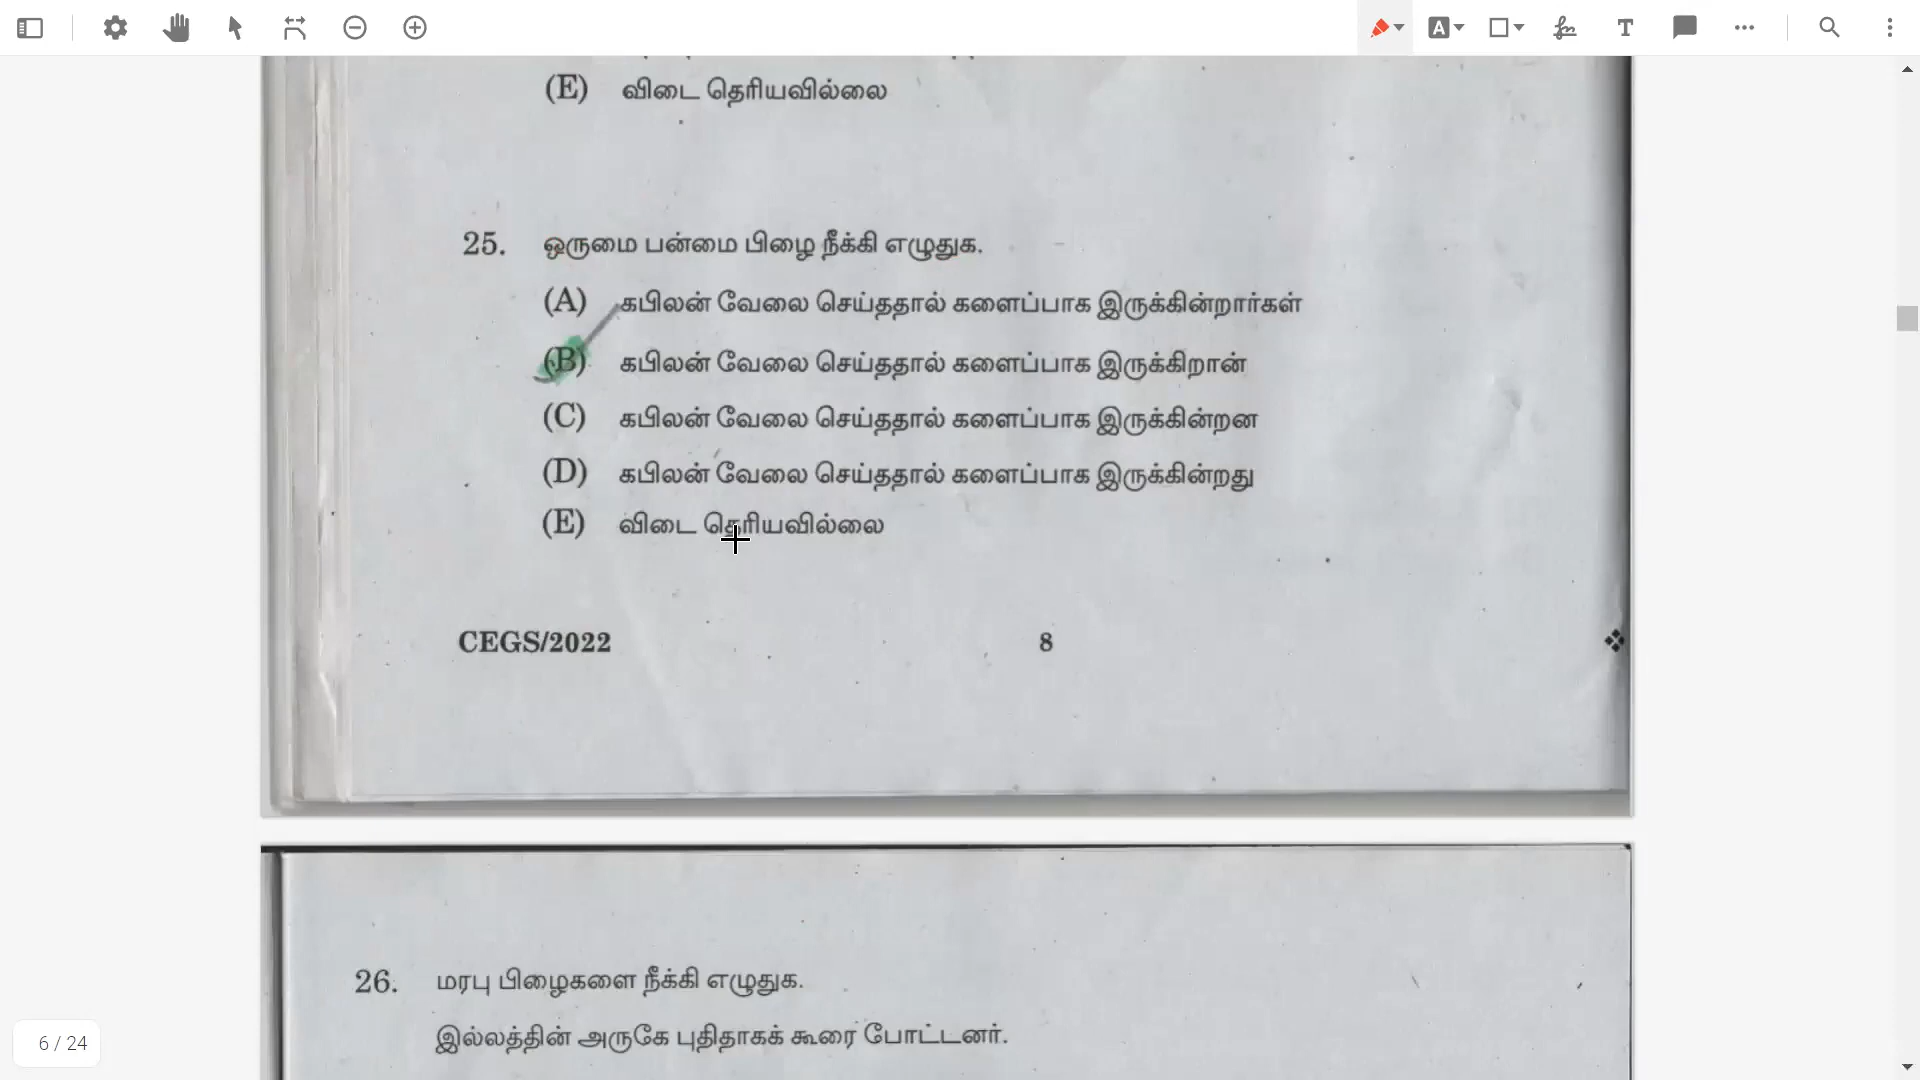 (E) விடை தெரியவில்லை
25. ஒருமை பன்மை பிழை நீக்கி எழுதுக.
(A) கபிலன் வேலை செய்ததால் களைப்பாக இருக்கின்றார்கள்
(B) கபிலன் வேலை செய்ததால் களைப்பாக இருக்கிறான்
(C) கபிலன் வேலை செய்ததால் களைப்பாக இருக்கின்றன
(D) கபிலன் வேலை செய்ததால் களைப்பாக இருக்கின்றது
(E) விடை தெரியவில்லை
CEGS/2022 8
26. மரபு பிழைகளை நீக்கி எழுதுக.
இல்லத்தின் அருகே புதிதாகக் கூரை போட்டனர்.
6 / 24